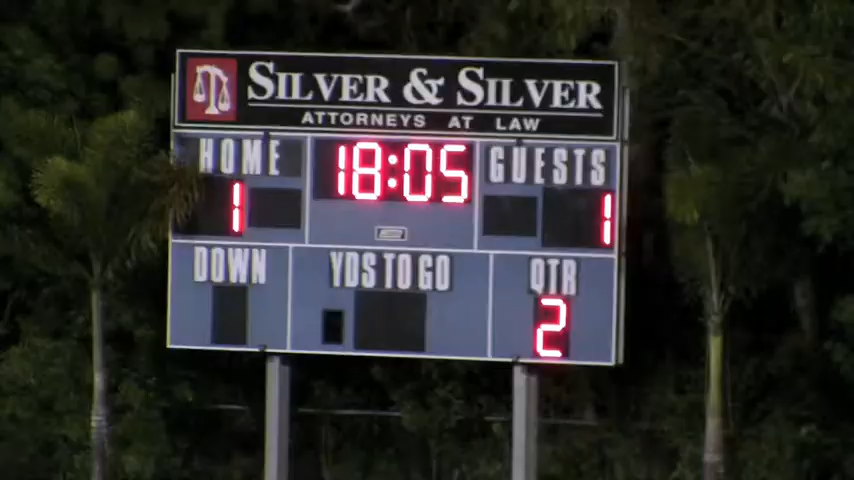 SILVER & SILVER
ATTORNEYS AT LAW
HOME 18:05 GUESTS
1 1
DOWN YDS TO GO QTR
2